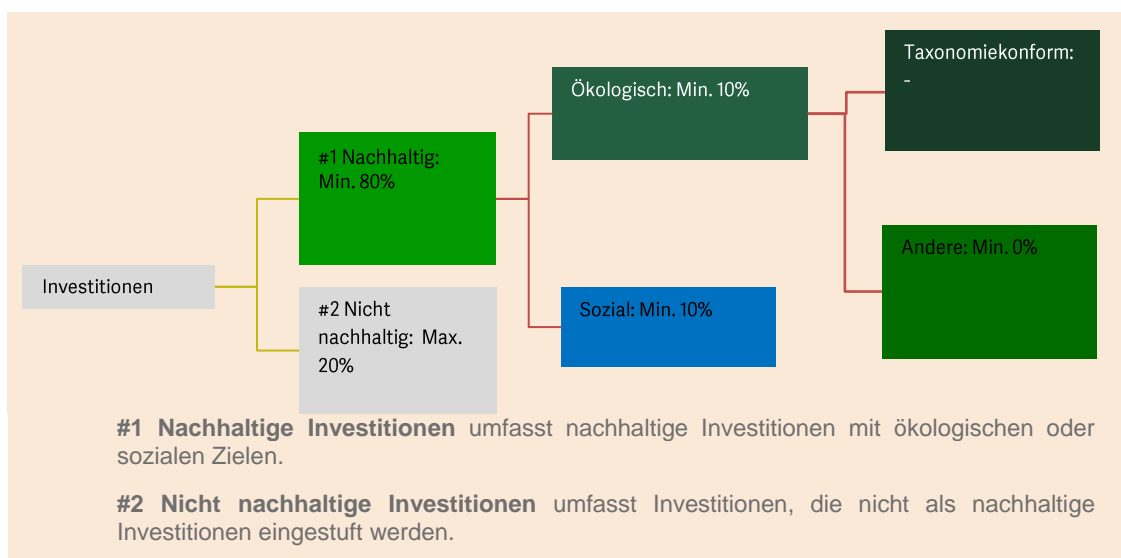 Investitionen
#1 Nachhaltig:
Min. 80%
#2 Nicht
nachhaltig: Max.
20%
Ökologisch: Min. 10%
Sozial: Min. 10%
Taxonomiekonform:
-
Andere: Min. 0%
#1 Nachhaltige Investitionen umfasst nachhaltige Investitionen mit ökologischen oder
sozialen Zielen.
#2 Nicht nachhaltige Investitionen umfasst Investitionen, die nicht als nachhaltige
Investitionen eingestuft werden.